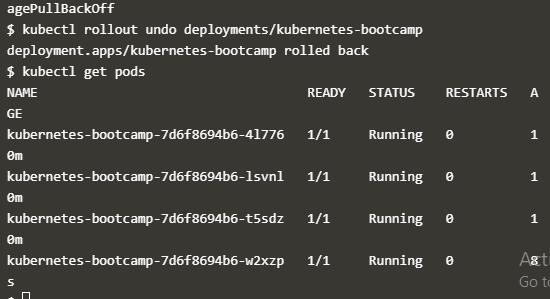 agePullBackOff
$ kubectl rollout undo deployments/kubernetes-bootcamp
deployment.apps/kubernetes-bootcamp rolled back
$ kubectl get pods
NAME READY STATUS RESTARTS A
GE
kubernetes-bootcamp-7d6f8694b6-4l776 1/1 Running 0 1
0m
kubernetes-bootcamp-7d6f8694b6-lsvnl 1/1 Running 0 1
0m
kubernetes-bootcamp-7d6f8694b6-t5sdz 1/1 Running 0 1
0m
kubernetes-bootcamp-7d6f8694b6-w2xzp 1/1 Running 0 8
s
$
Acti
Go to